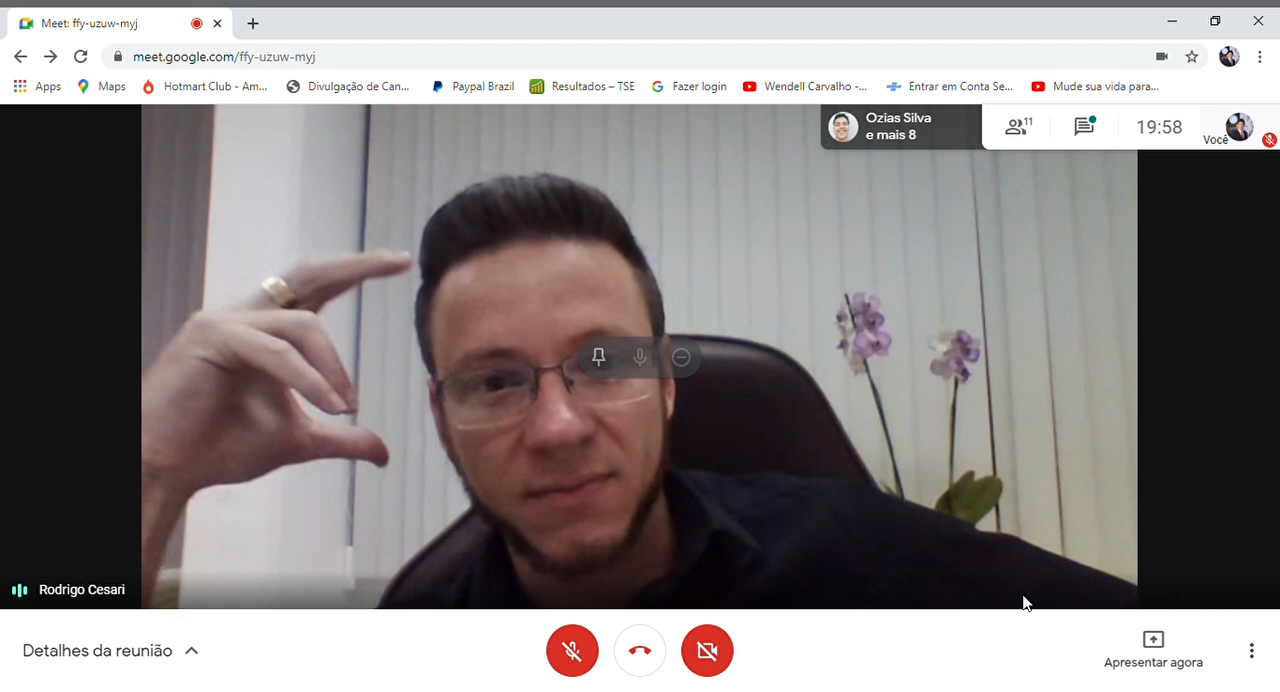 Meet: ffy-uzuw-myj
meet.google.com/ffy-uzuw-myj
Apps Maps Hotmart Club - Am... Divulgação de Can... Paypal Brazil Resultados – TSE Fazer login Wendell Carvalho -... Entrar em Conta Se... Mude sua vida para...
Ozias Silva
e mais 8
11
19:58
Você
Rodrigo Cesari
Detalhes da reunião
Apresentar agora